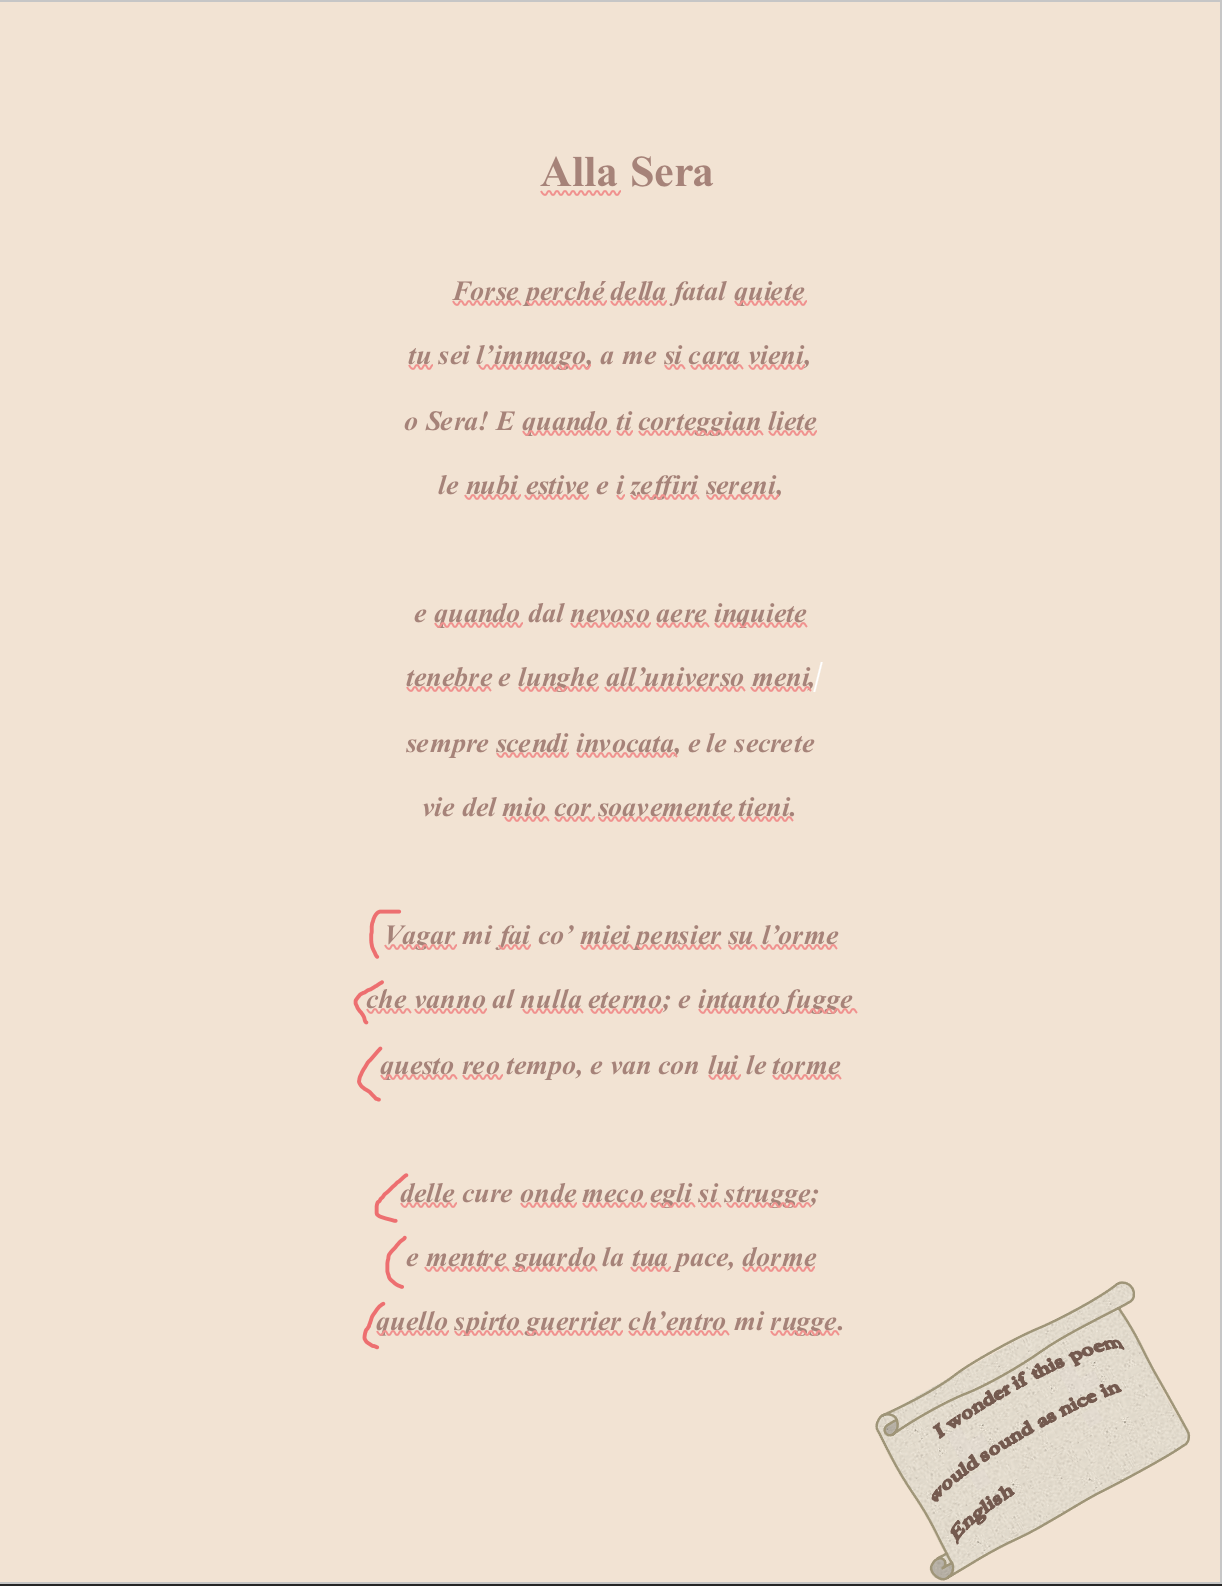 Alla Sera
Forse perché della fatal quiete
tu sei l’immago, a me si cara vieni,
o Sera! E quando ti corteggian liete
le nubi estive e i zeffiri sereni,
e quando dal nevoso aere inquiete
tenebre e lunghe all’universo meni,
sempre scendi invocata, e le secrete
vie del mio cor soavemente tieni.
Vagar mi fai co’ miei pensier su l’orme
che vanno al nulla eterno; e intanto fugge
questo reo tempo, e van con lui le torme
delle cure onde meco egli si strugge;
e mentre guardo la tua pace, dorme
quello spirto guerrier ch’entro mi rugge.
I wonder if this poem
would sound as nice in
English